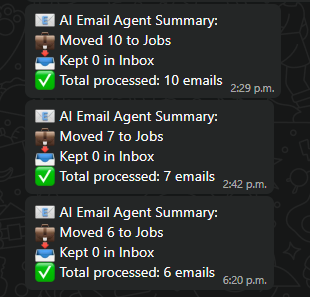 📧 AI Email Agent Summary:
💼 Moved 10 to Jobs
📥 Kept 0 in Inbox
✅ Total processed: 10 emails
2:29 p.m.
📧 AI Email Agent Summary:
💼 Moved 7 to Jobs
📥 Kept 0 in Inbox
✅ Total processed: 7 emails
2:42 p.m.
📧 AI Email Agent Summary:
💼 Moved 6 to Jobs
📥 Kept 0 in Inbox
✅ Total processed: 6 emails
6:20 p.m.